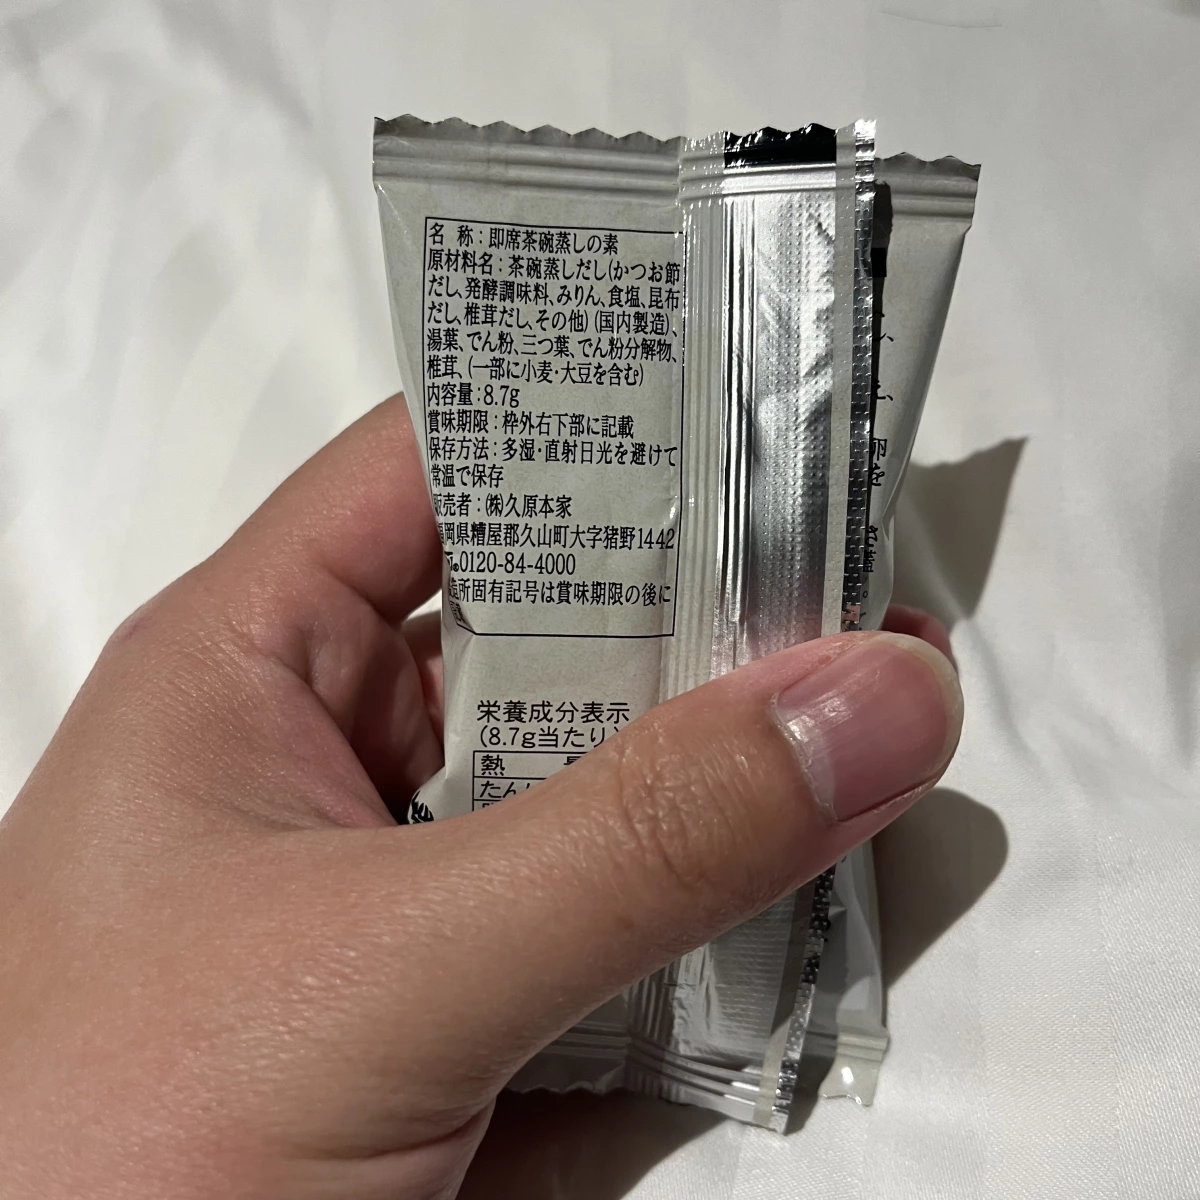 名 称:即席茶碗蒸しの素
原材料名:茶碗蒸しだし(かつお節
だし、発酵調味料、みりん、食塩、昆布
だし、椎茸だし、その他)(国内製造)、
湯葉、でん粉、三つ葉、でん粉分解物、
椎茸、(一部に小麦・大豆を含む)
内容量:8.7g
賞味期限:枠外右下部に記載
保存方法:多湿・直射日光を避けて
常温で保存
販売者:㈱久原本家
福岡県糟屋郡久山町大字猪野1442
0120-84-4000
造所固有記号は賞味期限の後に
栄養成分表示
(8.7g当たり)
熱 量
たんぱ
卵
を